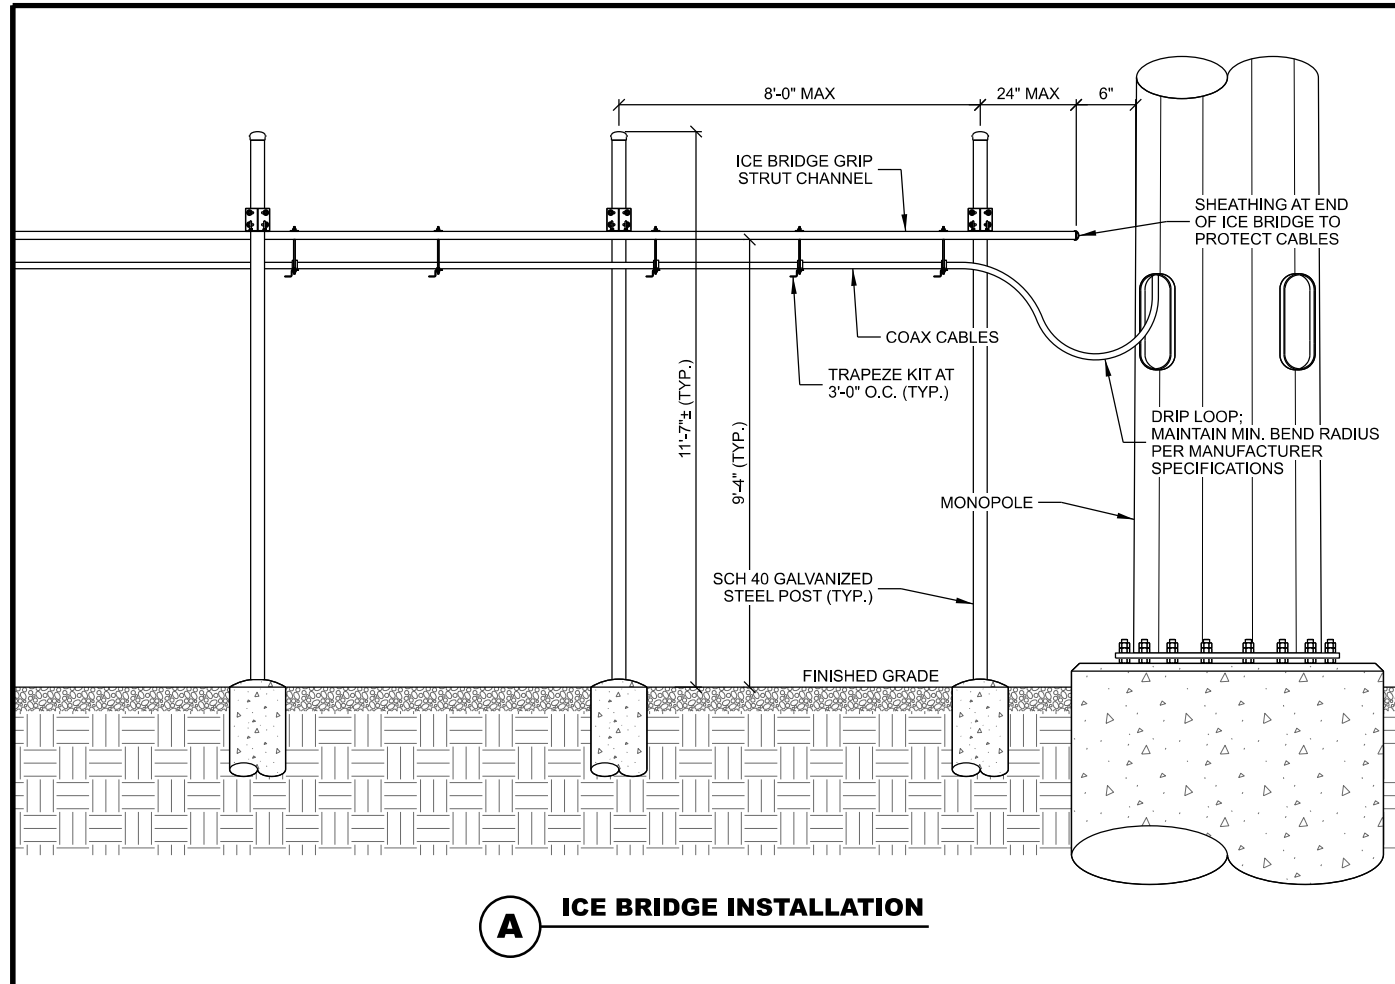 8'-0" MAX
24" MAX
6"
ICE BRIDGE GRIP
STRUT CHANNEL
SHEATHING AT END
OF ICE BRIDGE TO
PROTECT CABLES
COAX CABLES
TRAPEZE KIT AT
3'-0" O.C. (TYP.)
11'-7"± (TYP.)
9'-4" (TYP.)
DRIP LOOP;
MAINTAIN MIN. BEND RADIUS
PER MANUFACTURER
SPECIFICATIONS
MONOPOLE
SCH 40 GALVANIZED
STEEL POST (TYP.)
FINISHED GRADE
A
ICE BRIDGE INSTALLATION